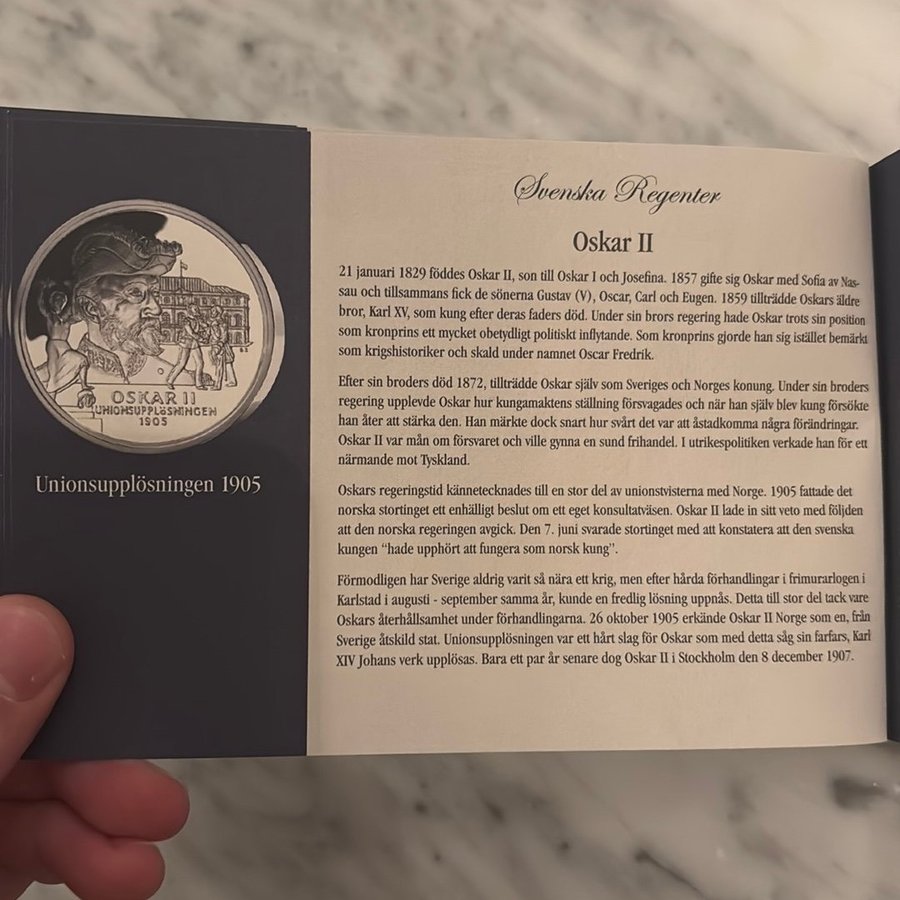 OSKAR II
UNIONSUPPLÖSNINGEN
1905
Unionsupplösningen 1905
Svenska Regenter
Oskar II
21 januari 1829 föddes Oskar II, son till Oskar I och Josefina. 1857 gifte sig Oskar med Sofia av Nas-
sau och tillsammans fick de sönerna Gustav (V), Oscar, Carl och Eugen. 1859 tillträdde Oskars äldre
bror, Karl XV, som kung efter deras faders död. Under sin brors regering hade Oskar trots sin position
som kronprins ett mycket obetydligt politiskt inflytande. Som kronprins gjorde han sig istället bemärkt
som krigshistoriker och skald under namnet Oscar Fredrik.
Efter sin broders död 1872, tillträdde Oskar själv som Sveriges och Norges konung. Under sin broders
regering upplevde Oskar hur kungamaktens ställning försvagades och när han själv blev kung försökte
han åter att stärka den. Han märkte dock snart hur svårt det var att åstadkomma några förändringar.
Oskar II var mån om försvaret och ville gynna en sund frihandel. I utrikespolitiken verkade han för ett
närmande mot Tyskland.
Oskars regeringstid kännetecknades till en stor del av unionstvisterna med Norge. 1905 fattade det
norska stortinget ett enhälligt beslut om ett eget konsultatväsen. Oskar II lade in sitt veto med följden
att den norska regeringen avgick. Den 7. juni svarade stortinget med att konstatera att den svenska
kungen “hade upphört att fungera som norsk kung”.
Förmodligen har Sverige aldrig varit så nära ett krig, men efter hårda förhandlingar i frimurarlogen i
Karlstad i augusti - september samma år, kunde en fredlig lösning uppnås. Detta till stor del tack vare
Oskars återhållsamhet under förhandlingarna. 26 oktober 1905 erkände Oskar II Norge som en, från
Sverige åtskild stat. Unionsupplösningen var ett hårt slag för Oskar som med detta såg sin farfars, Karl
XIV Johans verk upplösas. Bara ett par år senare dog Oskar II i Stockholm den 8 december 1907.